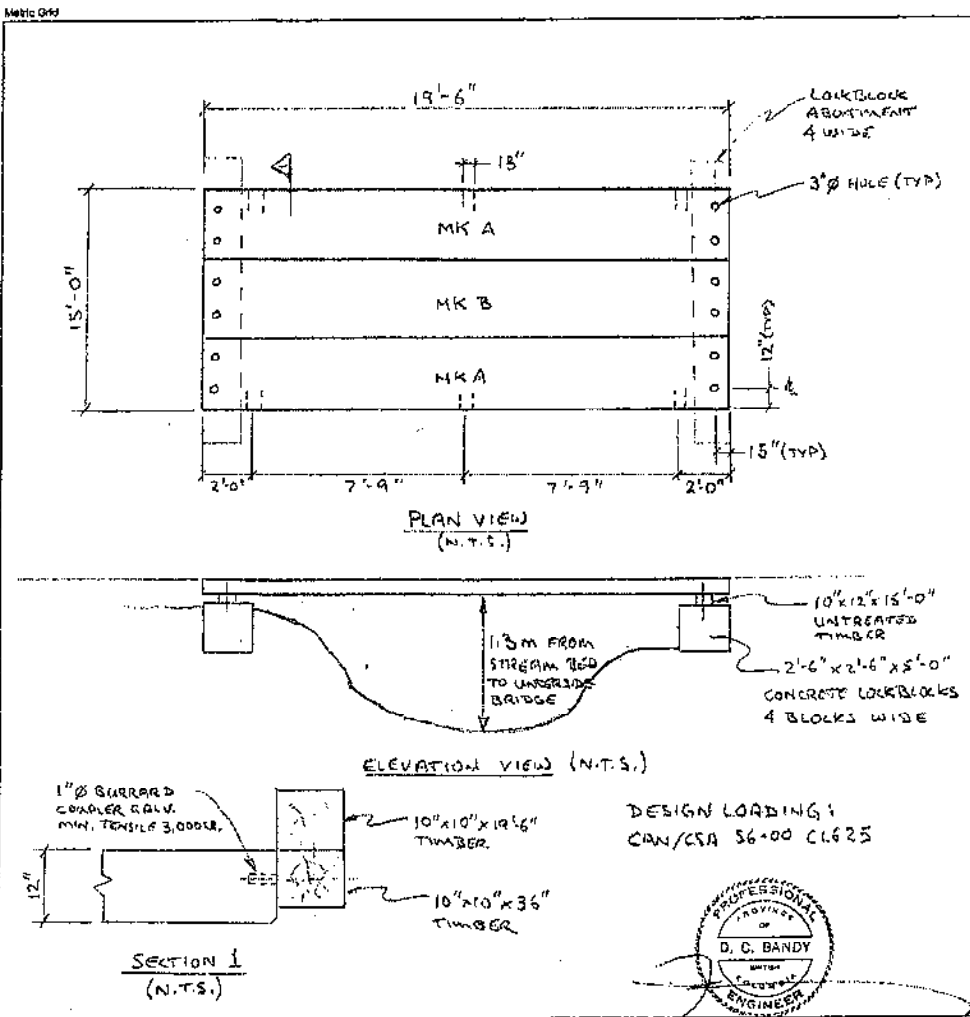 Metric Grid
19'-6"
LOCKBLOCK
ABUTMENT
4 WIDE
13"
3"Ø HOLE (TYP)
MK A
15'-0"
MK B
12" (TYP)
MK A
15" (TYP)
2'-0"
7'-9"
7'-9"
2'-0"
PLAN VIEW
(N.T.S.)
10"x12"x15'-0"
UNTREATED
TIMBER
1.3m FROM
STREAM BED
TO UNDERSIDE
BRIDGE
2'-6" x 2'-6" x 5'-0"
CONCRETE LOCKBLOCKS
4 BLOCKS WIDE
ELEVATION VIEW (N.T.S.)
1"Ø BURRARD
COUPLER GALV.
MIN. TENSILE 3,000LB.
10"x10"x19'-6"
TIMBER
12"
10"x10"x36"
TIMBER
SECTION 1
(N.T.S.)
DESIGN LOADING:
CAN/CSA S6-00 CL625
PROFESSIONAL
PROVINCE
OF
D. C. BANDY
BRITISH
COLUMBIA
ENGINEER